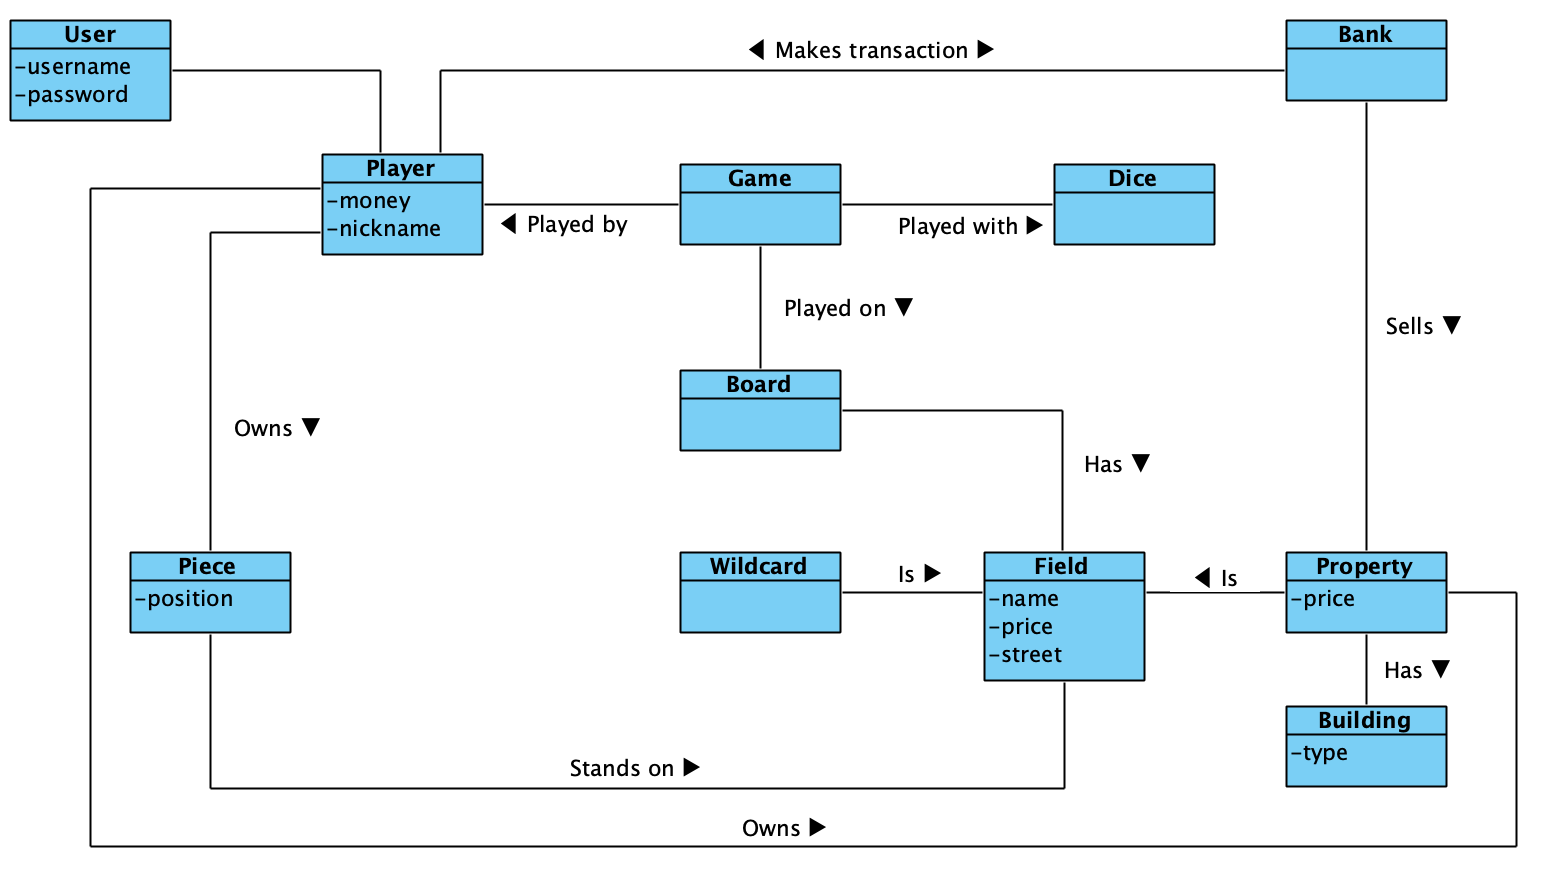 User
-username
-password
◀ Makes transaction ▶
Bank
Player
-money
-nickname
◀ Played by
Game
Played with ▶
Dice
Played on ▼
Sells ▼
Board
Owns ▼
Has ▼
Piece
-position
Wildcard
Is ▶
Field
-name
-price
-street
◀ Is
Property
-price
Has ▼
Building
-type
Stands on ▶
Owns ▶